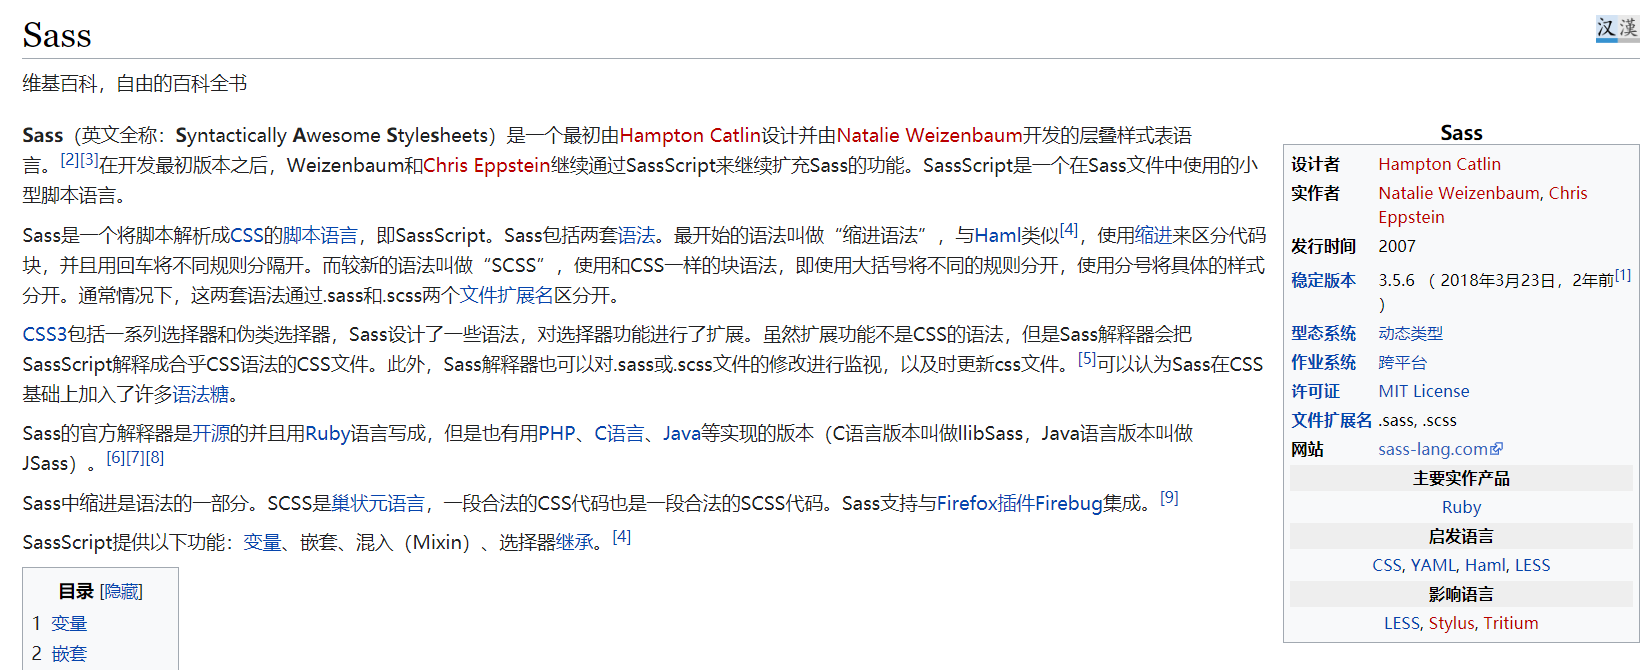 Sass
汉漢
维基百科，自由的百科全书
Sass（英文全称：Syntactically Awesome Stylesheets）是一个最初由Hampton Catlin设计并由Natalie Weizenbaum开发的层叠样式表语
言。[2][3]在开发最初版本之后，Weizenbaum和Chris Eppstein继续通过SassScript来继续扩充Sass的功能。SassScript是一个在Sass文件中使用的小
型脚本语言。
Sass是一个将脚本解析成CSS的脚本语言，即SassScript。Sass包括两套语法。最开始的语法叫做“缩进语法”，与Haml类似[4]，使用缩进来区分代码
块，并且用回车将不同规则分隔开。而较新的语法叫做“SCSS”，使用和CSS一样的块语法，即使用大括号将不同的规则分开，使用分号将具体的样式
分开。通常情况下，这两套语法通过.sass和.scss两个文件扩展名区分开。
CSS3包括一系列选择器和伪类选择器，Sass设计了一些语法，对选择器功能进行了扩展。虽然扩展功能不是CSS的语法，但是Sass解释器会把
SassScript解释成合乎CSS语法的CSS文件。此外，Sass解释器也可以对.sass或.scss文件的修改进行监视，以及时更新css文件。[5]可以认为Sass在CSS
基础上加入了许多语法糖。
Sass的官方解释器是开源的并且用Ruby语言写成，但是也有用PHP、C语言、Java等实现的版本（C语言版本叫做llibSass，Java语言版本叫做
JSass）。[6][7][8]
Sass中缩进是语法的一部分。SCSS是巢状元语言，一段合法的CSS代码也是一段合法的SCSS代码。Sass支持与Firefox插件Firebug集成。[9]
SassScript提供以下功能：变量、嵌套、混入（Mixin）、选择器继承。[4]
目录 [隐藏]
1 变量
2 嵌套
Sass
设计者 Hampton Catlin
实作者 Natalie Weizenbaum, Chris
Eppstein
发行时间 2007
稳定版本 3.5.6 （ 2018年3月23日，2年前[1]
）
型态系统 动态类型
作业系统 跨平台
许可证 MIT License
文件扩展名 .sass, .scss
网站 sass-lang.com
主要实作产品
Ruby
启发语言
CSS, YAML, Haml, LESS
影响语言
LESS, Stylus, Tritium